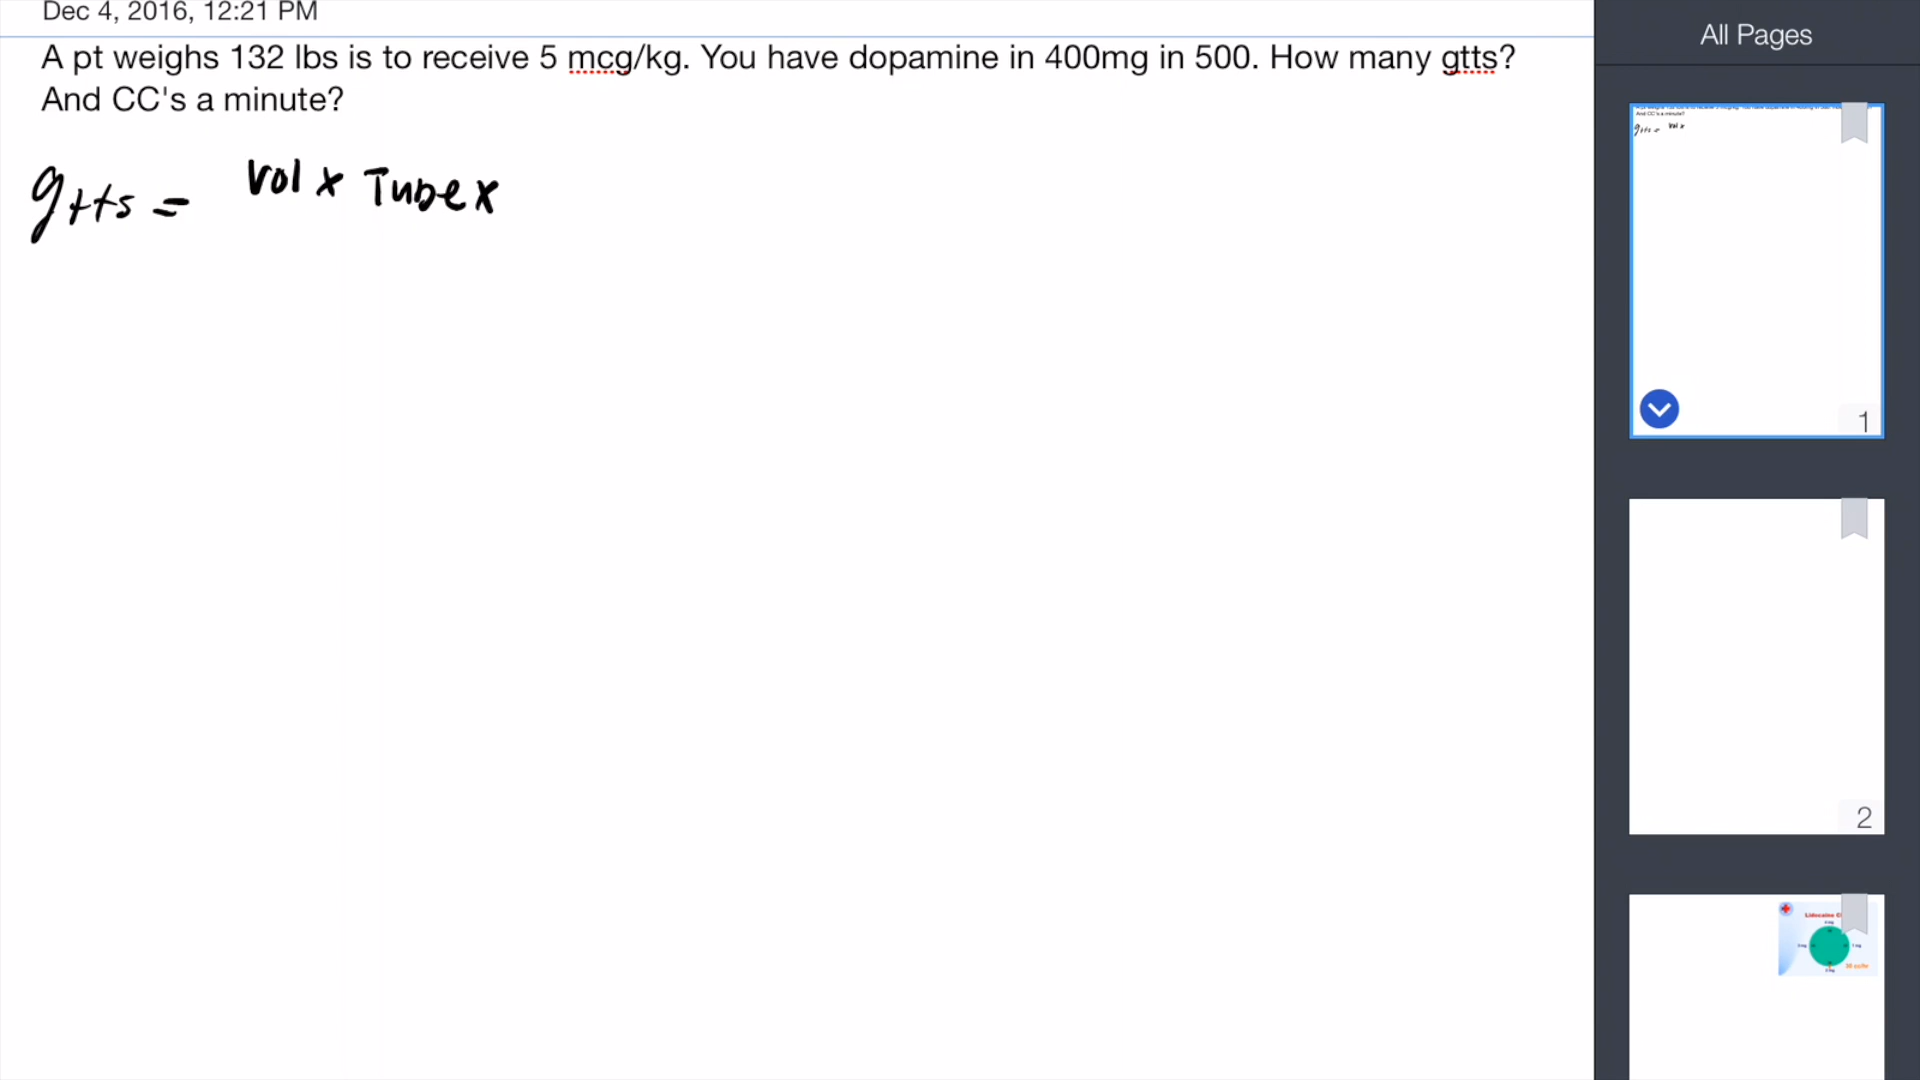 Dec 4, 2016, 12:21 PM
All Pages
A pt weighs 132 lbs is to receive 5 mcg/kg. You have dopamine in 400mg in 500. How many gtts?
And CC's a minute?
gtts = Vol x Tube x
1
2